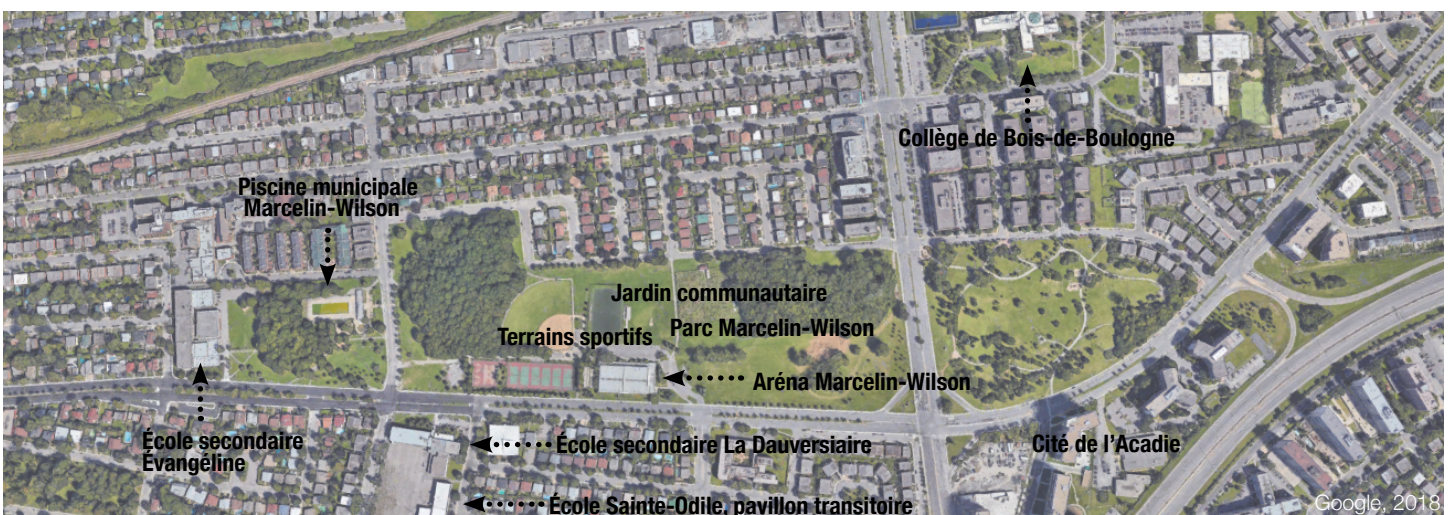 Collège de Bois-de-Boulogne
Piscine municipale
Marcelin-Wilson
Jardin communautaire
Terrains sportifs
Parc Marcelin-Wilson
Aréna Marcelin-Wilson
École secondaire
Évangéline
École secondaire La Dauversiaire
Cité de l'Acadie
École Sainte-Odile, pavillon transitoire
Google, 2018